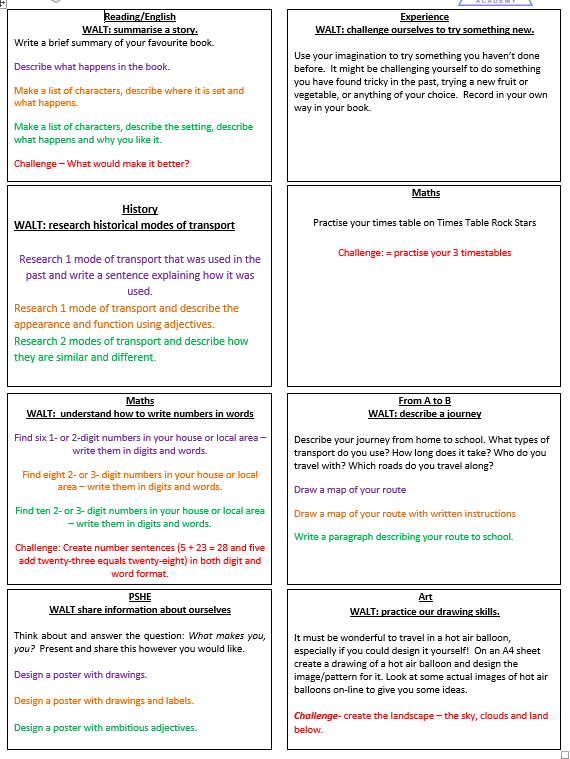 ACADEMY
Reading/English
WALT: summarise a story.
Write a brief summary of your favourite book.
Describe what happens in the book.
Make a list of characters, describe where it is set and
what happens.
Make a list of characters, describe the setting, describe
what happens and why you like it.
Challenge – What would make it better?
Experience
WALT: challenge ourselves to try something new.
Use your imagination to try something you haven't done
before.  It might be challenging yourself to do something
you have found tricky in the past, trying a new fruit or
vegetable, or anything of your choice.  Record in your own
way in your book.
History
WALT: research historical modes of transport
Research 1 mode of transport that was used in the
past and write a sentence explaining how it was
used.
Research 1 mode of transport and describe the
appearance and function using adjectives.
Research 2 modes of transport and describe how
they are similar and different.
Maths
Practise your times table on Times Table Rock Stars
Challenge: = practise your 3 timestables
Maths
WALT:  understand how to write numbers in words
Find six 1- or 2-digit numbers in your house or local area –
write them in digits and words.
Find eight 2- or 3- digit numbers in your house or local
area – write them in digits and words.
Find ten 2- or 3- digit numbers in your house or local area
– write them in digits and words.
Challenge: Create number sentences (5 + 23 = 28 and five
add twenty-three equals twenty-eight) in both digit and
word format.
From A to B
WALT: describe a journey
Describe your journey from home to school. What types of
transport do you use? How long does it take? Who do you
travel with? Which roads do you travel along?
Draw a map of your route
Draw a map of your route with written instructions
Write a paragraph describing your route to school.
PSHE
WALT share information about ourselves
Think about and answer the question: What makes you,
you?  Present and share this however you would like.
Design a poster with drawings.
Design a poster with drawings and labels.
Design a poster with ambitious adjectives.
Art
WALT: practice our drawing skills.
It must be wonderful to travel in a hot air balloon,
especially if you could design it yourself!  On an A4 sheet
create a drawing of a hot air balloon and design the
image/pattern for it. Look at some actual images of hot air
balloons on-line to give you some ideas.
Challenge- create the landscape – the sky, clouds and land
below.